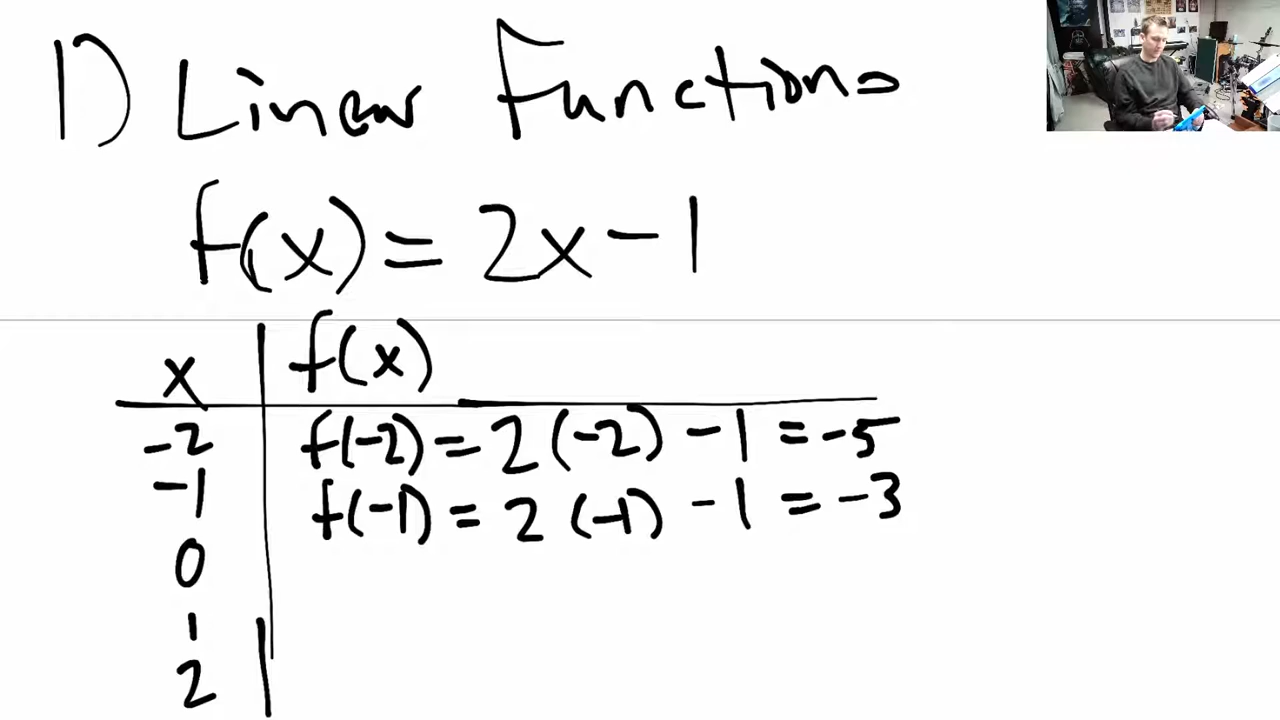 1) Linear Functions
f(x) = 2x - 1
x f(x)
-2 f(-2) = 2(-2) - 1 = -5
-1 f(-1) = 2(-1) - 1 = -3
0
1
2